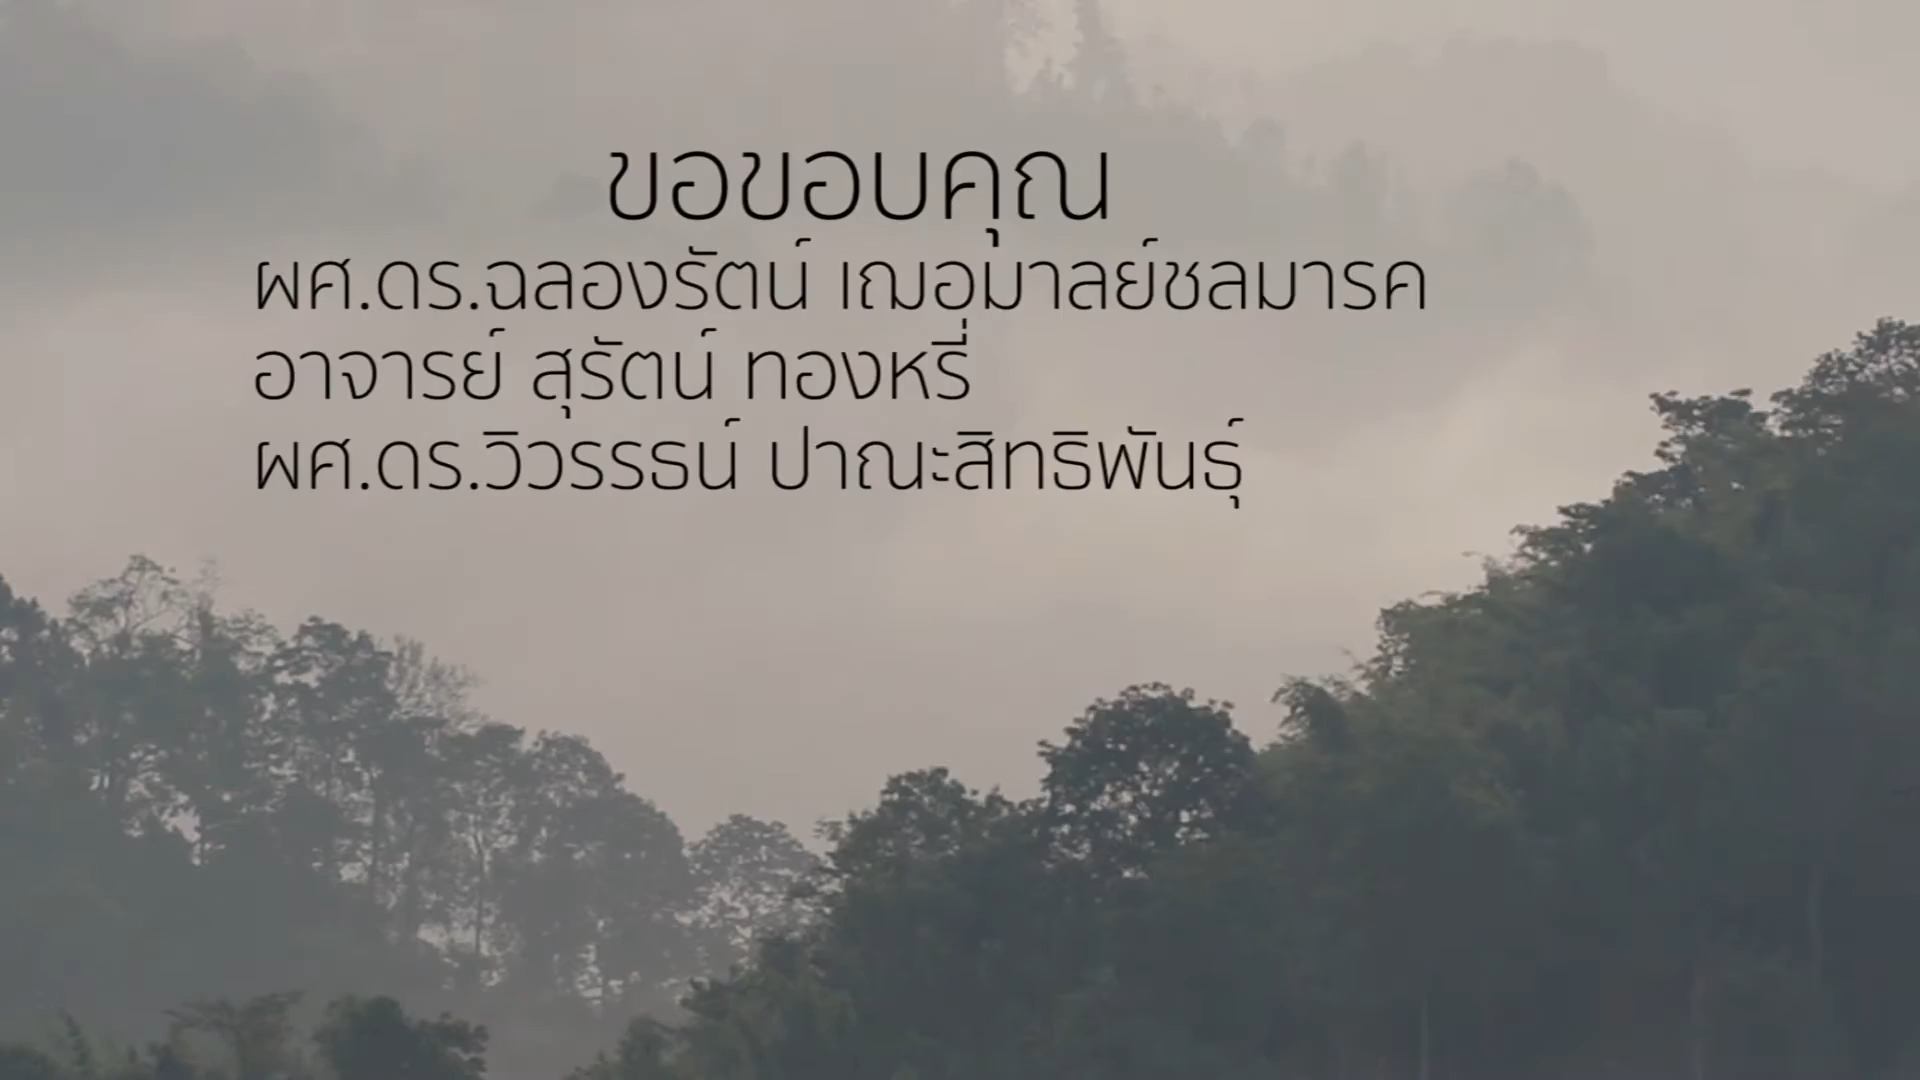 ขอขอบคุณ
ผศ.ดร.ฉลองรัตน์ เฌอมาลย์ชลมารค
อาจารย์ สุรัตน์ ทองหรี่
ผศ.ดร.วิวรรรธน์ ปาณะสิทธิพันธุ์